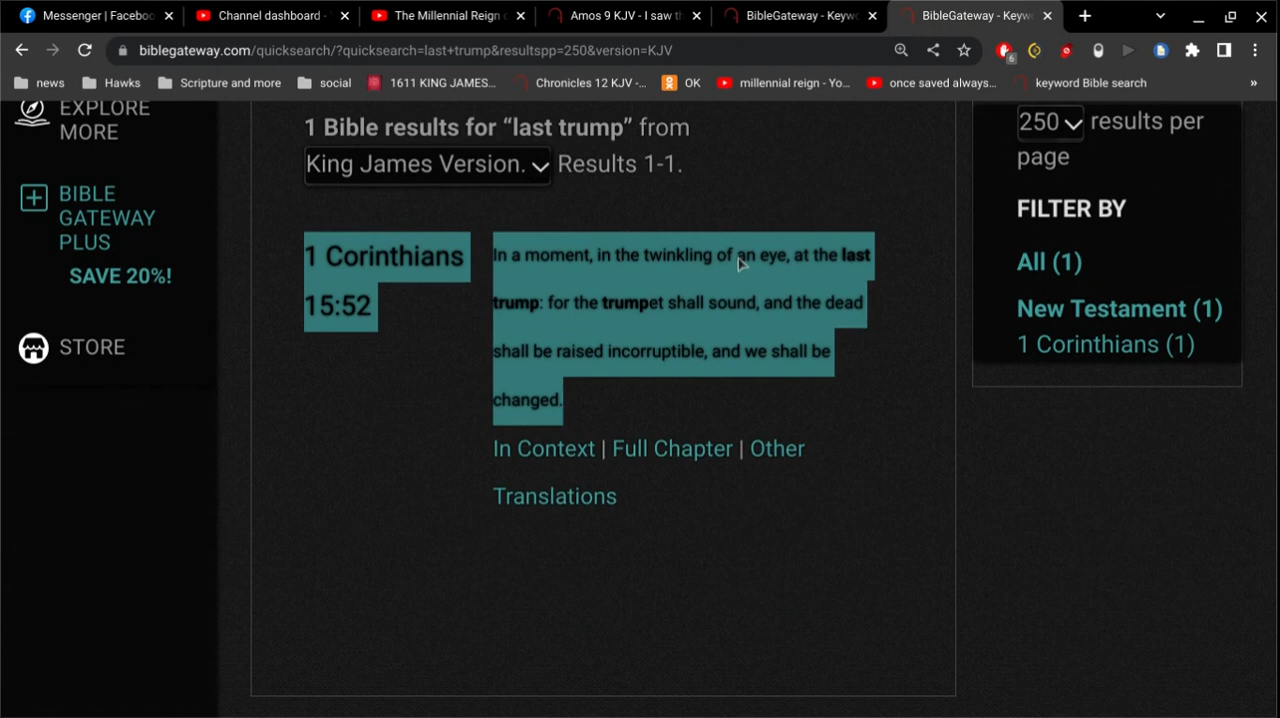 Messenger | Faceboo
Channel dashboard -
The Millennial Reign o
Amos 9 KJV - I saw th
BibleGateway - Keyw
BibleGateway - Keyw
biblegateway.com/quicksearch/?quicksearch=last+trump&resultspp=250&version=KJV
6
news
Hawks
Scripture and more
social
1611 KING JAMES...
Chronicles 12 KJV -...
OK
millennial reign - Yo...
once saved always...
keyword Bible search
»
EXPLORE
MORE
BIBLE
GATEWAY
PLUS
SAVE 20%!
STORE
1 Bible results for “last trump” from
King James Version. Results 1-1.
1 Corinthians
15:52
In a moment, in the twinkling of an eye, at the last
trump: for the trumpet shall sound, and the dead
shall be raised incorruptible, and we shall be
changed.
In Context | Full Chapter | Other
Translations
250 results per
page
FILTER BY
All (1)
New Testament (1)
1 Corinthians (1)